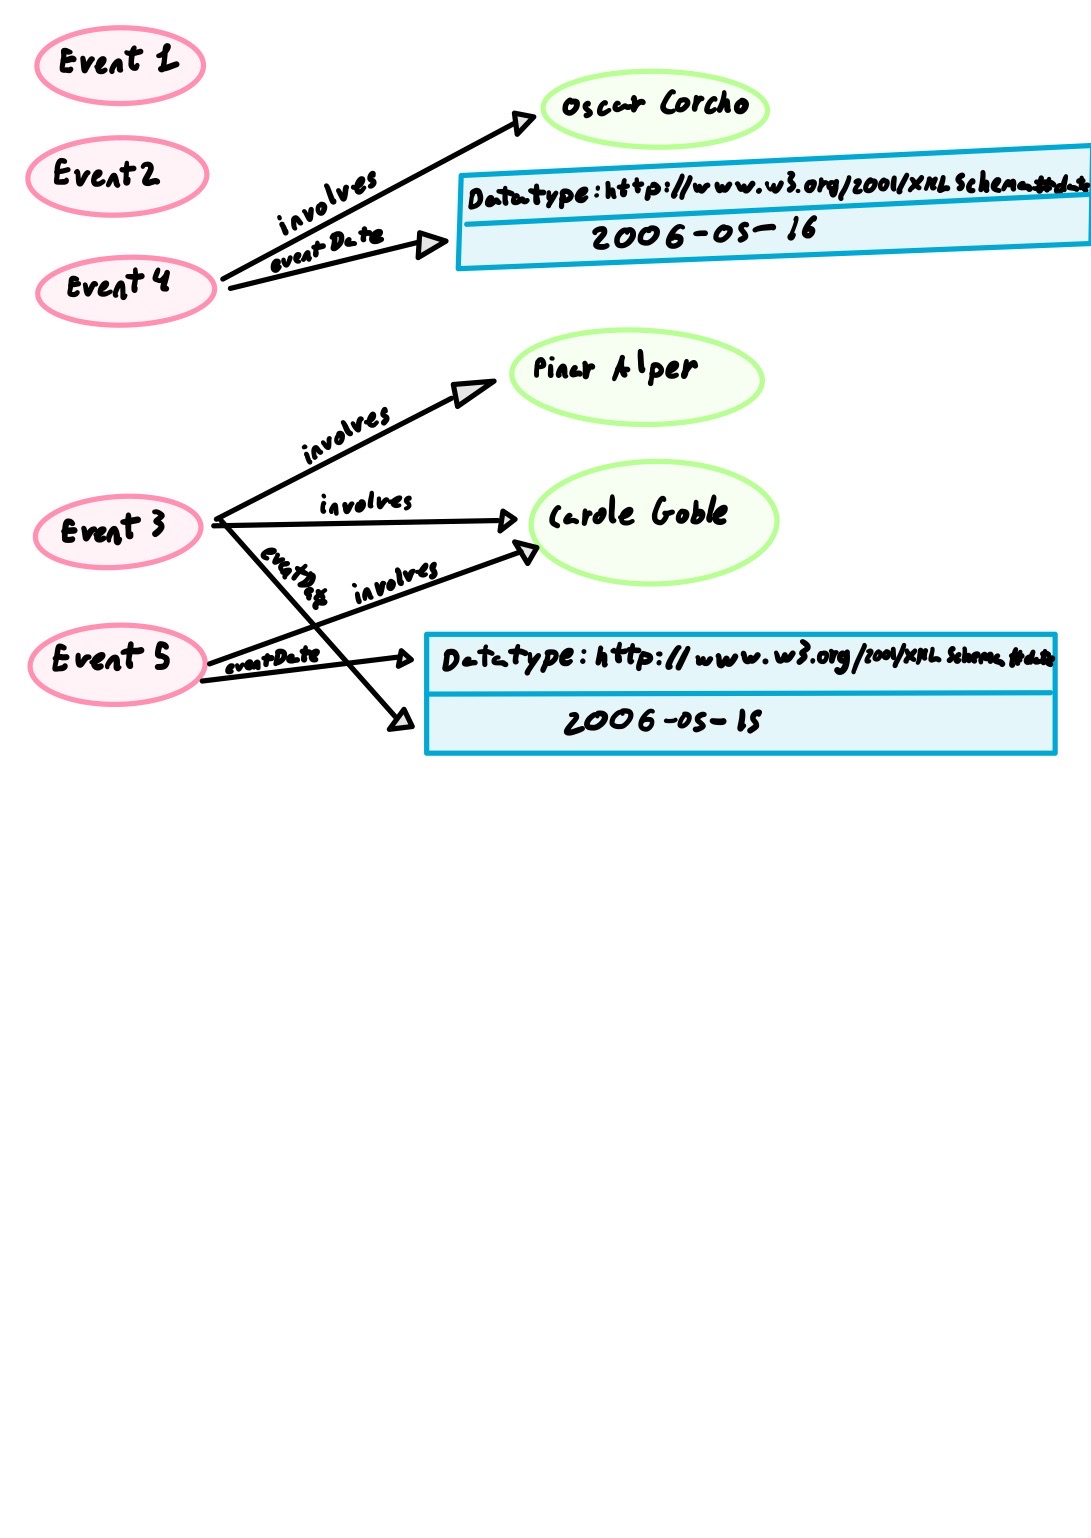 Event 1
Oscar Corcho
Event 2
involves
Datatype: http://www.w3.org/2001/XMLSchema#dat
eventDate
2006-05-16
Event 4
Pinar Alper
involves
involves
Carole Goble
Event 3
eventDate
involves
Event 5
eventDate
Datatype: http://www.w3.org/2001/XMLSchema#date
2006-05-15